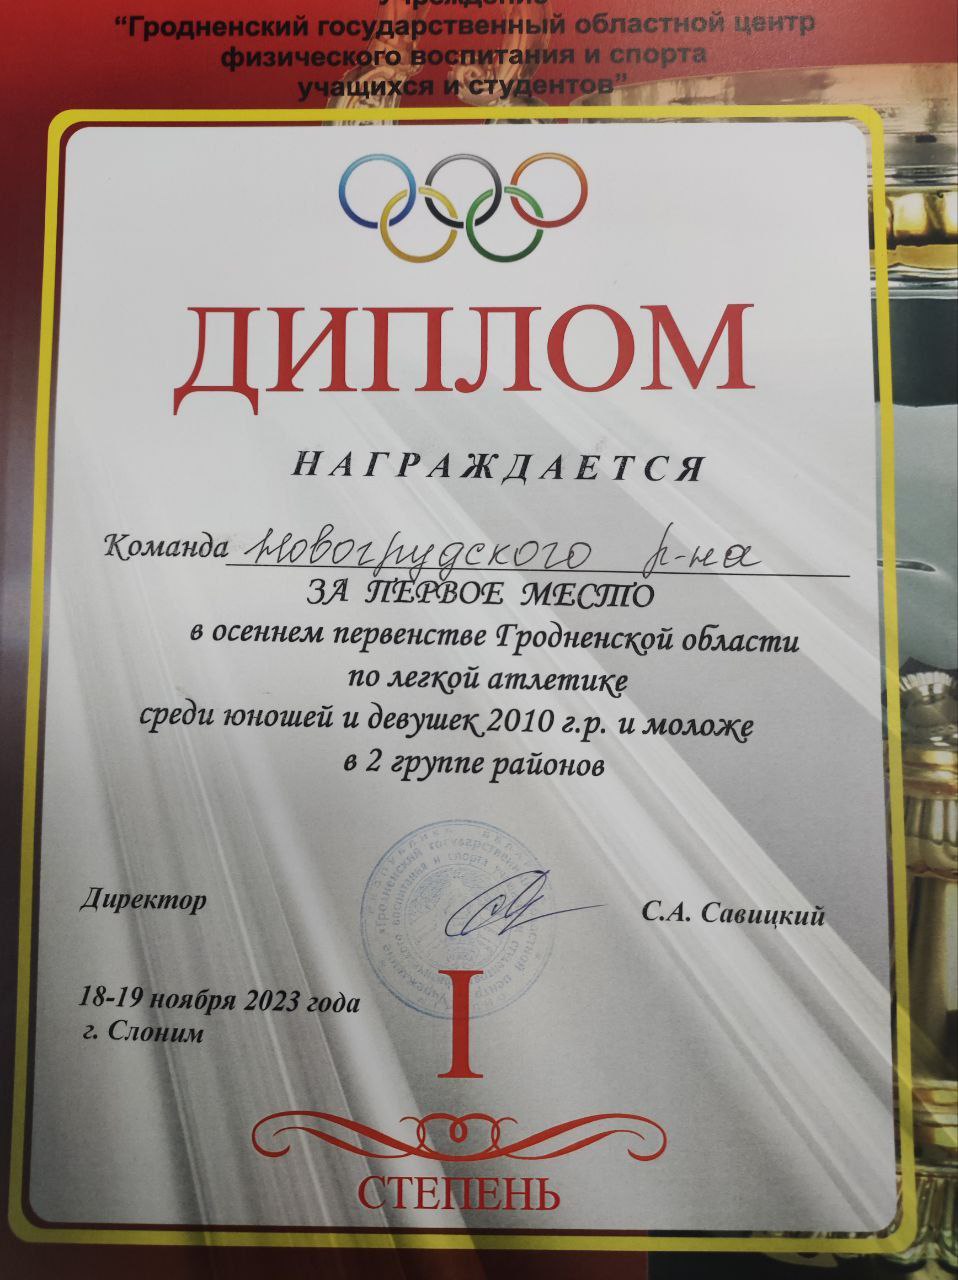 Учреждение
“Гродненский государственный областной центр
физического воспитания и спорта
учащихся и студентов”
ДИПЛОМ
НАГРАЖДАЕТСЯ
Команда Новогрудского р-на
ЗА ПЕРВОЕ МЕСТО
в осеннем первенстве Гродненской области
по легкой атлетике
среди юношей и девушек 2010 г.р. и моложе
в 2 группе районов
Директор
С.А. Савицкий
18-19 ноября 2023 года
г. Слоним
I
СТЕПЕНЬ